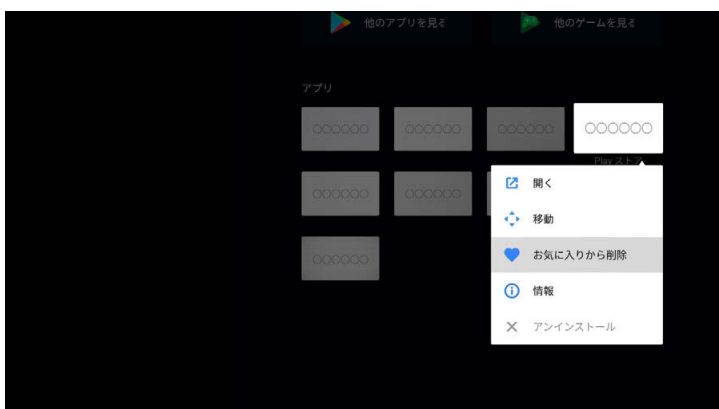 他のアプリを見る
他のゲームを見る
アプリ
〇〇〇〇〇〇
〇〇〇〇〇〇
〇〇〇〇〇〇
〇〇〇〇〇〇
Play ストア
〇〇〇〇〇〇
〇〇〇〇〇〇
〇〇〇〇〇〇
開く
移動
お気に入りから削除
情報
アンインストール